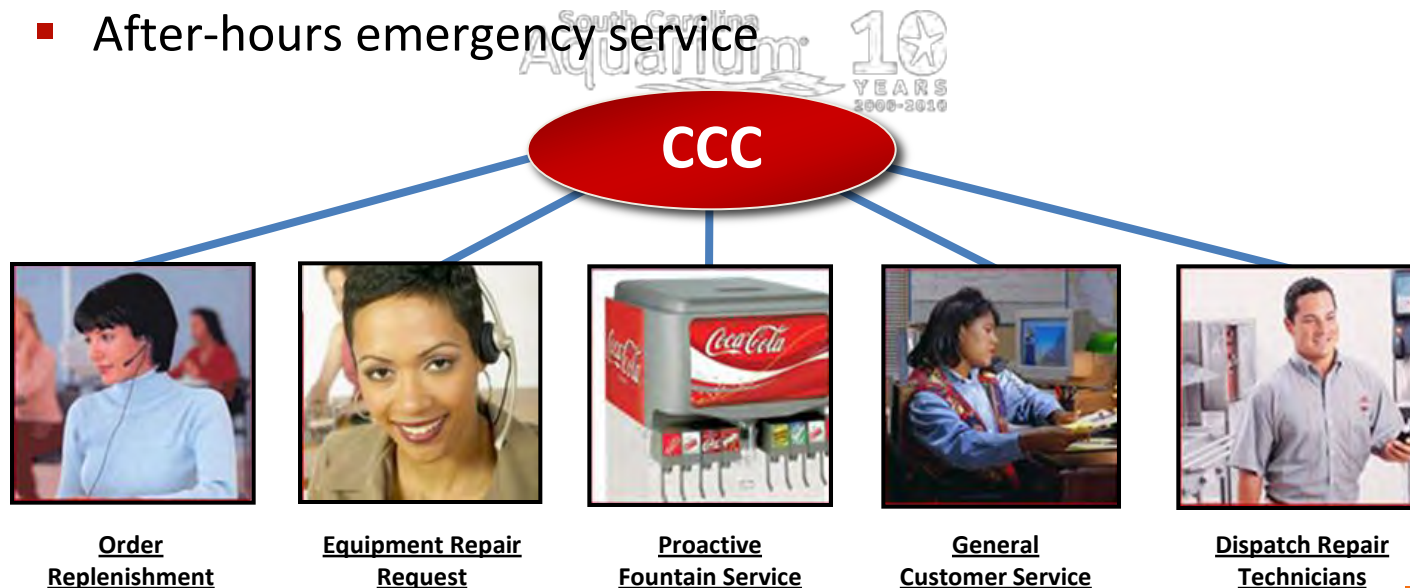 ▪ After-hours emergency service
South Carolina
Aquarium
10
YEARS
2000-2010
CCC
Coca-Cola
Coca-Cola
Order
Replenishment
Equipment Repair
Request
Proactive
Fountain Service
General
Customer Service
Dispatch Repair
Technicians